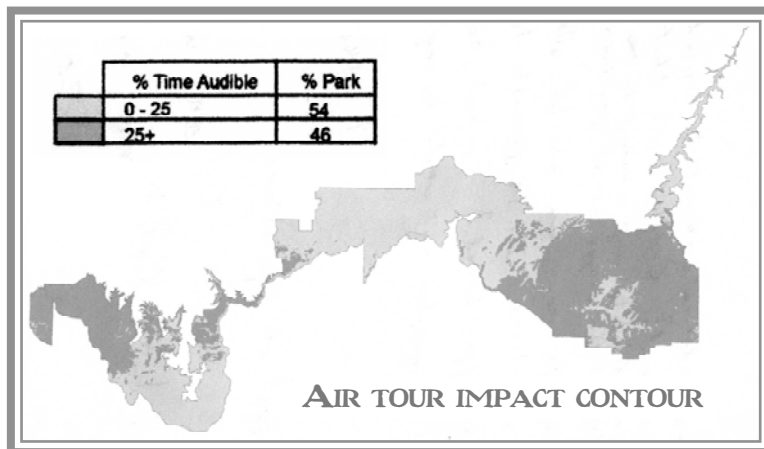 % Time Audible % Park
0 - 25 54
25+ 46
AIR TOUR IMPACT CONTOUR